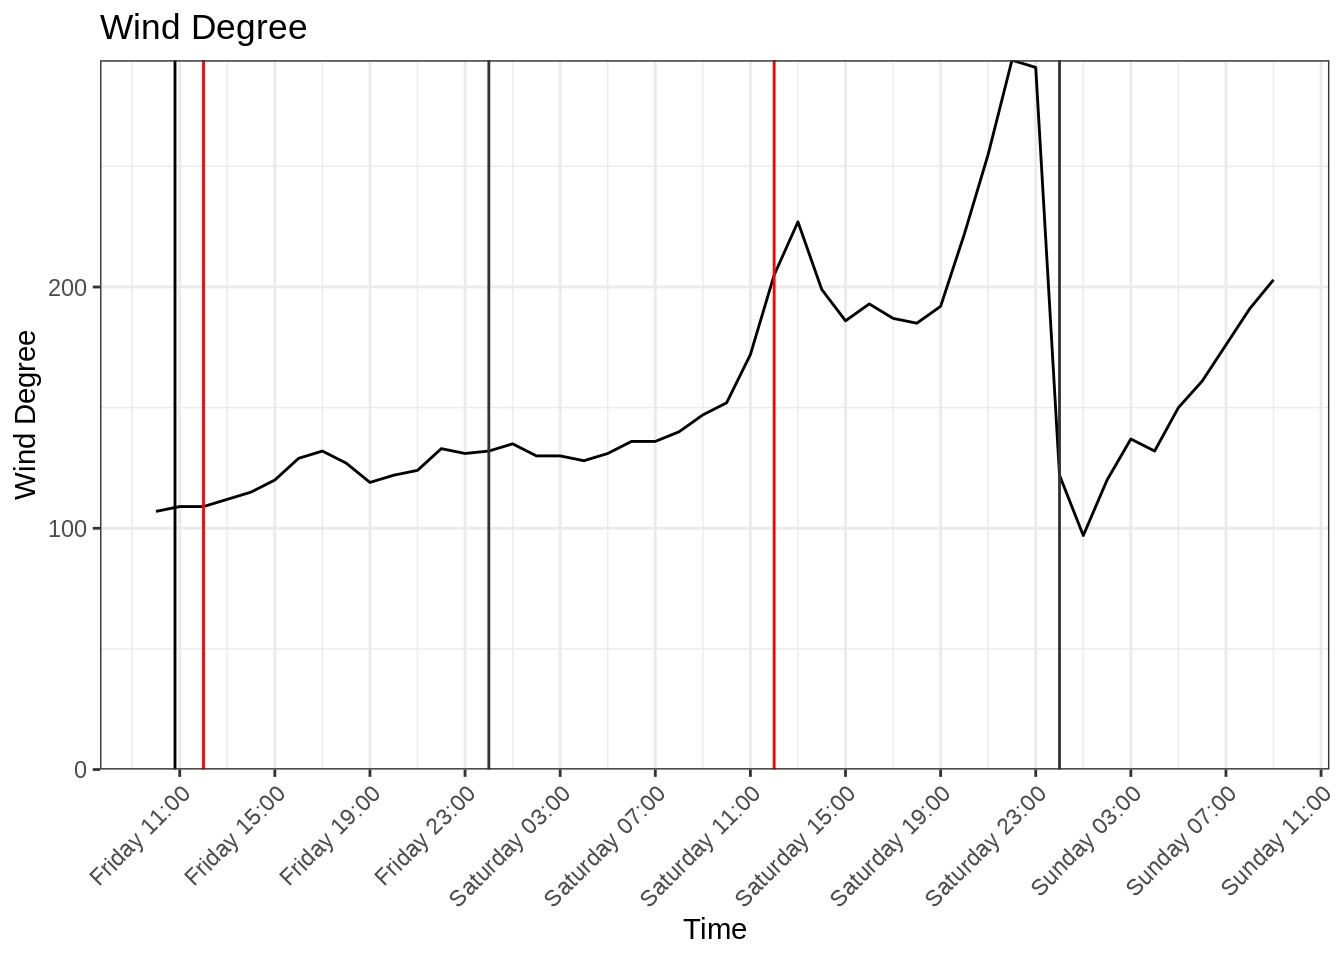 Wind Degree
Wind Degree
200
100
0
Friday 11:00
Friday 15:00
Friday 19:00
Friday 23:00
Saturday 03:00
Saturday 07:00
Saturday 11:00
Saturday 15:00
Saturday 19:00
Saturday 23:00
Sunday 03:00
Sunday 07:00
Sunday 11:00
Time